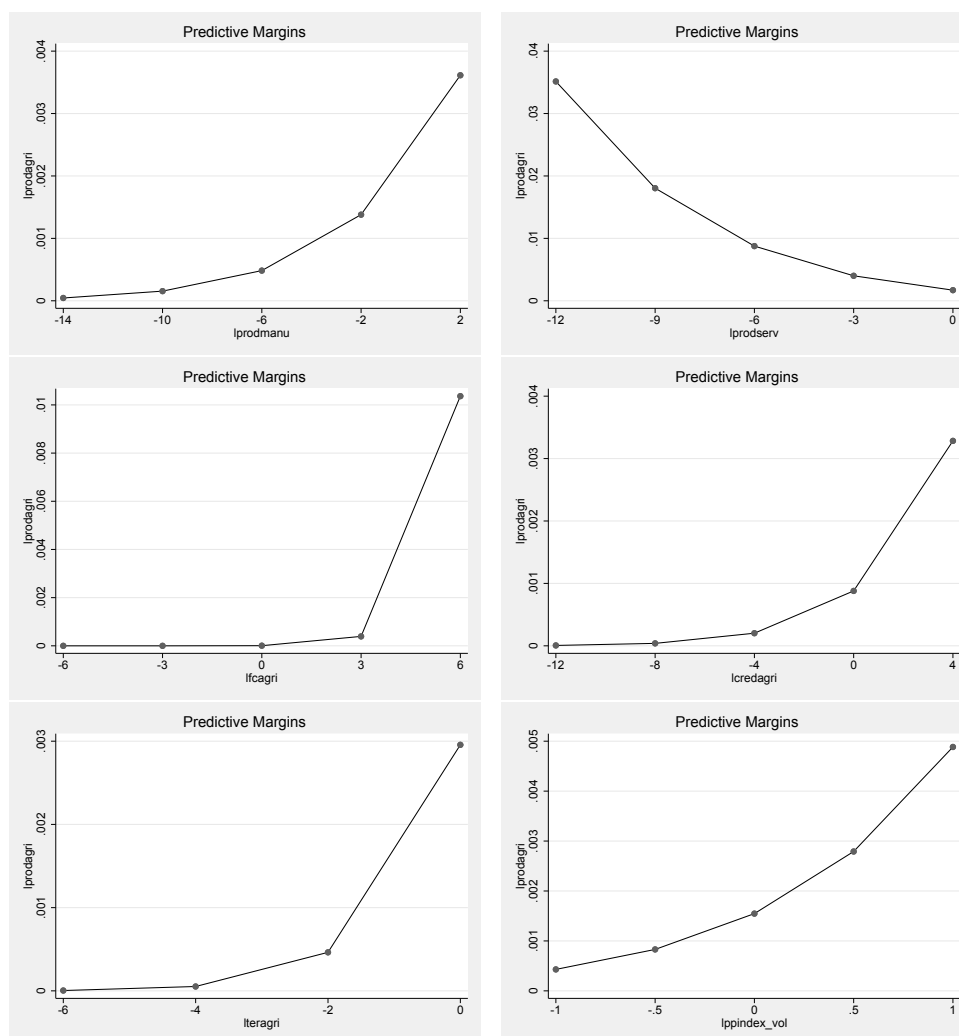 Predictive Margins
.004
.003
.002
.001
0
lprodagri
-14 -10 -6 -2 2
lprodmanu
Predictive Margins
.04
.03
.02
.01
0
lprodagri
-12 -9 -6 -3 0
lprodserv
Predictive Margins
.01
.008
.006
.004
.002
0
lprodagri
-6 -3 0 3 6
lfcagri
Predictive Margins
.004
.003
.002
.001
0
lprodagri
-12 -8 -4 0 4
lcredagri
Predictive Margins
.003
.002
.001
0
lprodagri
-6 -4 -2 0
lteragri
Predictive Margins
.005
.004
.003
.002
.001
0
lprodagri
-1 -.5 0 .5 1
lppindex_vol